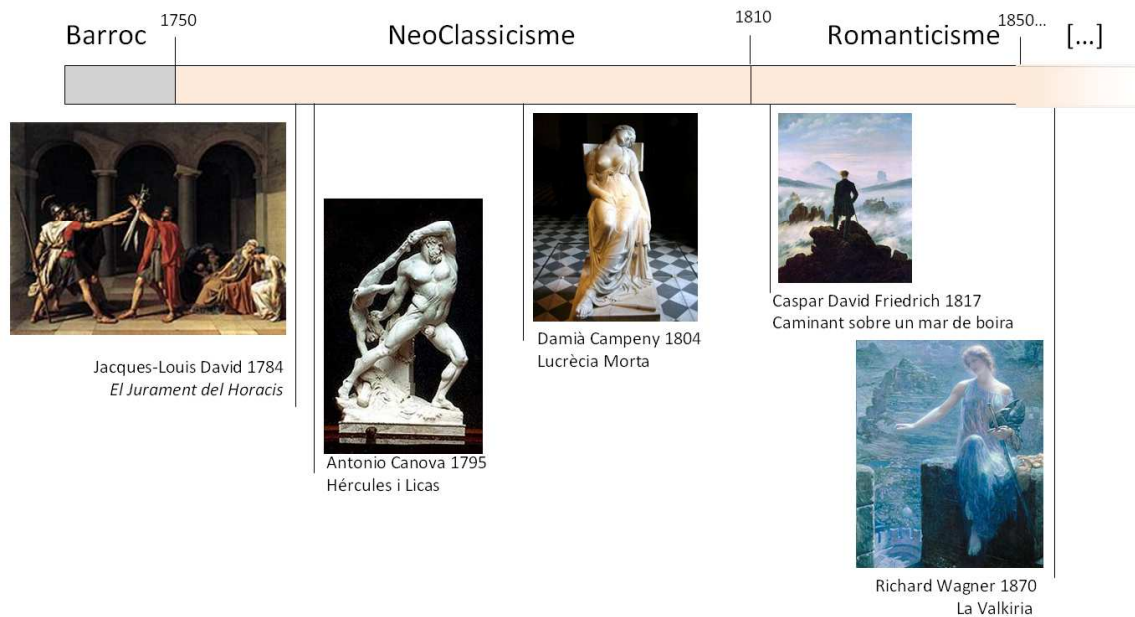 Barroc
1750
NeoClassicisme
1810
Romanticisme
1850...
[...]
Jacques-Louis David 1784
El Jurament del Horacis
Antonio Canova 1795
Hércules i Licas
Damià Campeny 1804
Lucrècia Morta
Caspar David Friedrich 1817
Caminant sobre un mar de boira
Richard Wagner 1870
La Valkiria